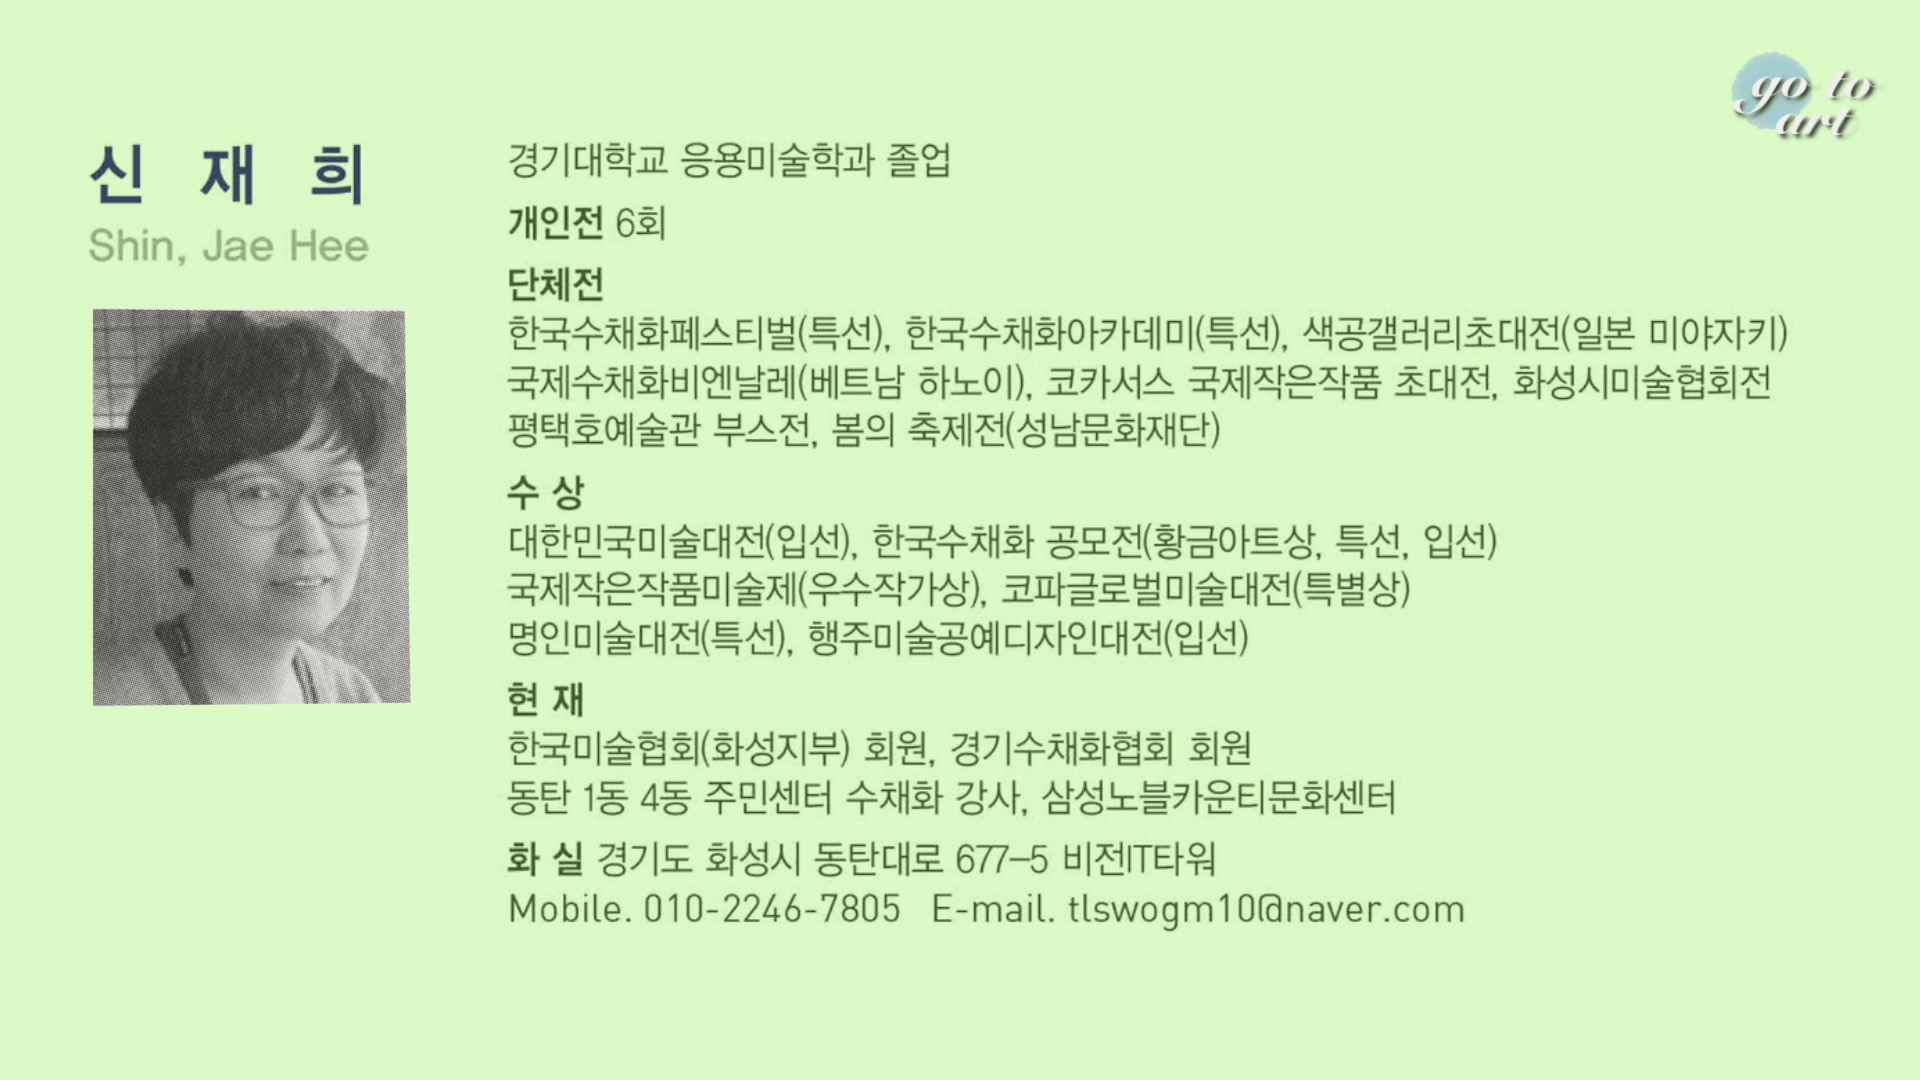 go to
art
신 재 희
Shin, Jae Hee
경기대학교 응용미술학과 졸업
개인전 6회
단체전
한국수채화페스티벌(특선), 한국수채화아카데미(특선), 색공갤러리초대전(일본 미야자키)
국제수채화비엔날레(베트남 하노이), 코카서스 국제작은작품 초대전, 화성시미술협회전
평택호예술관 부스전, 봄의 축제전(성남문화재단)
수 상
대한민국미술대전(입선), 한국수채화 공모전(황금아트상, 특선, 입선)
국제작은작품미술제(우수작가상), 코파글로벌미술대전(특별상)
명인미술대전(특선), 행주미술공예디자인대전(입선)
현 재
한국미술협회(화성지부) 회원, 경기수채화협회 회원
동탄 1동 4동 주민센터 수채화 강사, 삼성노블카운티문화센터
화 실 경기도 화성시 동탄대로 677–5 비전IT타워
Mobile. 010-2246-7805 E-mail. tlswogm10@naver.com